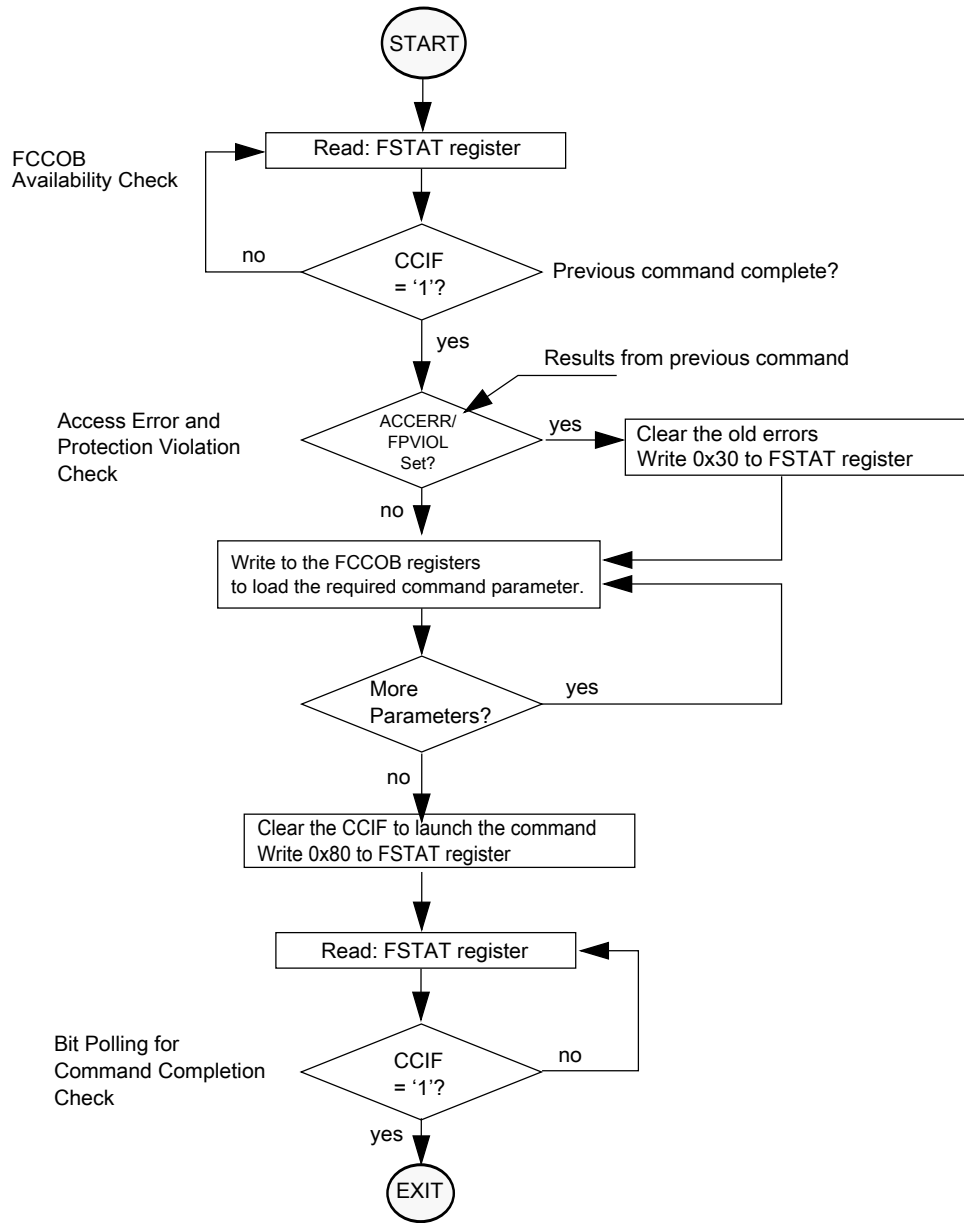 START
Read: FSTAT register
FCCOB
Availability Check
no
CCIF
= ‘1’?
Previous command complete?
yes
Results from previous command
Access Error and
Protection Violation
Check
ACCERR/
FPVIOL
Set?
yes
Clear the old errors
Write 0x30 to FSTAT register
no
Write to the FCCOB registers
to load the required command parameter.
More
Parameters?
yes
no
Clear the CCIF to launch the command
Write 0x80 to FSTAT register
Read: FSTAT register
Bit Polling for
Command Completion
Check
CCIF
= ‘1’?
no
yes
EXIT